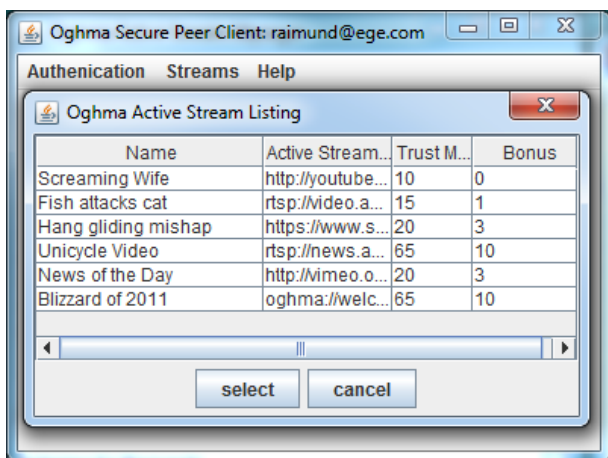 Oghma Secure Peer Client: raimund@ege.com
Authenication Streams Help
Oghma Active Stream Listing
Name Active Stream... Trust M... Bonus
Screaming Wife http://youtube... 10 0
Fish attacks cat rtsp://video.a... 15 1
Hang gliding mishap https://www.s... 20 3
Unicycle Video rtsp://news.a... 65 10
News of the Day http://vimeo.o... 20 3
Blizzard of 2011 oghma://welc... 65 10
select cancel